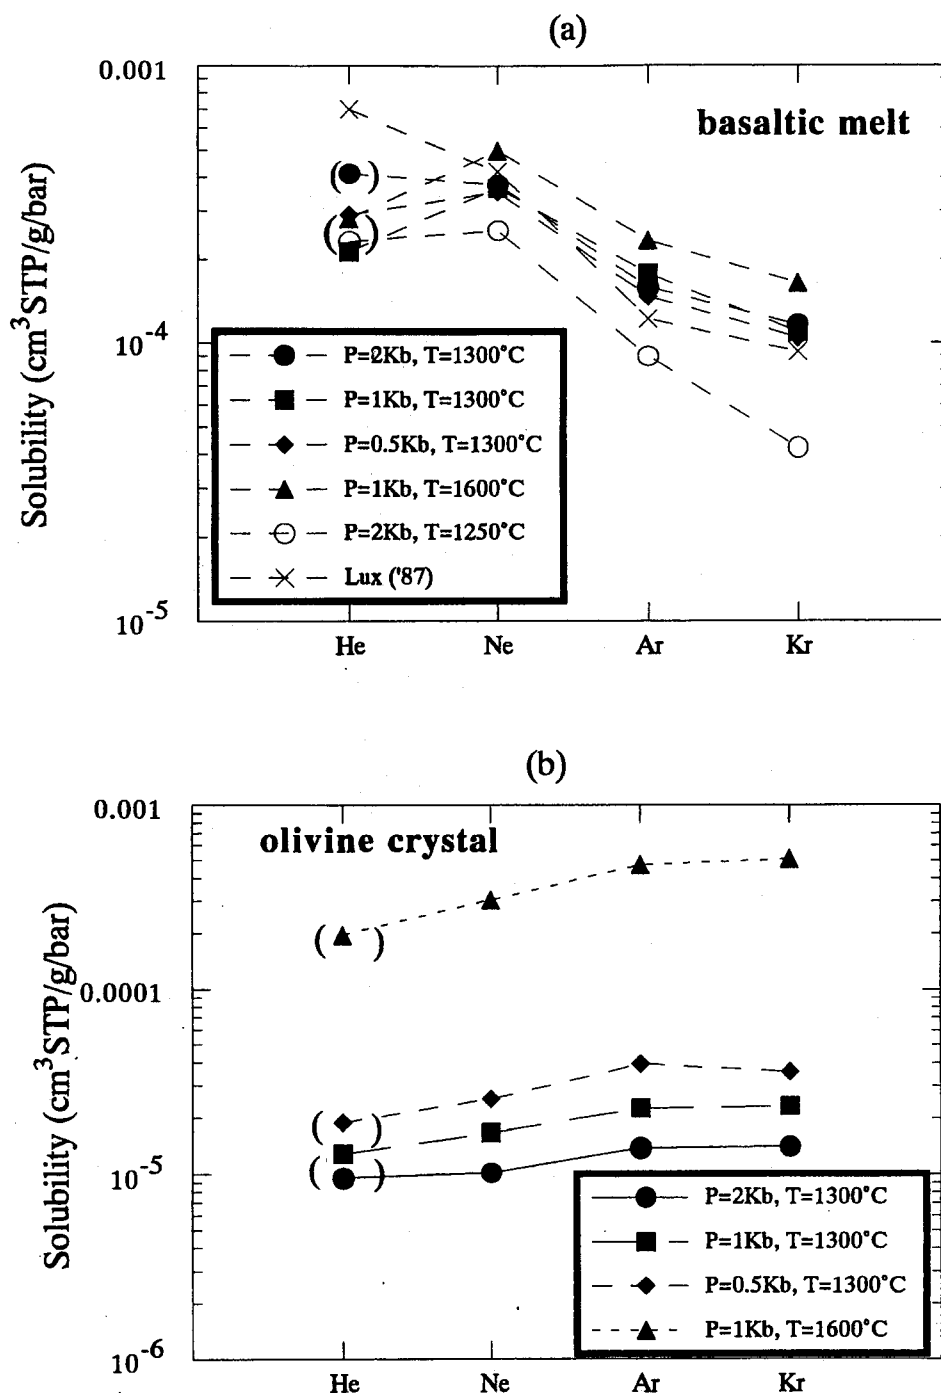 (a)
0.001
10-4
10-5
Solubility (cm3STP/g/bar)
basaltic melt
P=2Kb, T=1300°C
P=1Kb, T=1300°C
P=0.5Kb, T=1300°C
P=1Kb, T=1600°C
P=2Kb, T=1250°C
Lux ('87)
He Ne Ar Kr
(b)
0.001
0.0001
10-5
10-6
Solubility (cm3STP/g/bar)
olivine crystal
P=2Kb, T=1300°C
P=1Kb, T=1300°C
P=0.5Kb, T=1300°C
P=1Kb, T=1600°C
He Ne Ar Kr